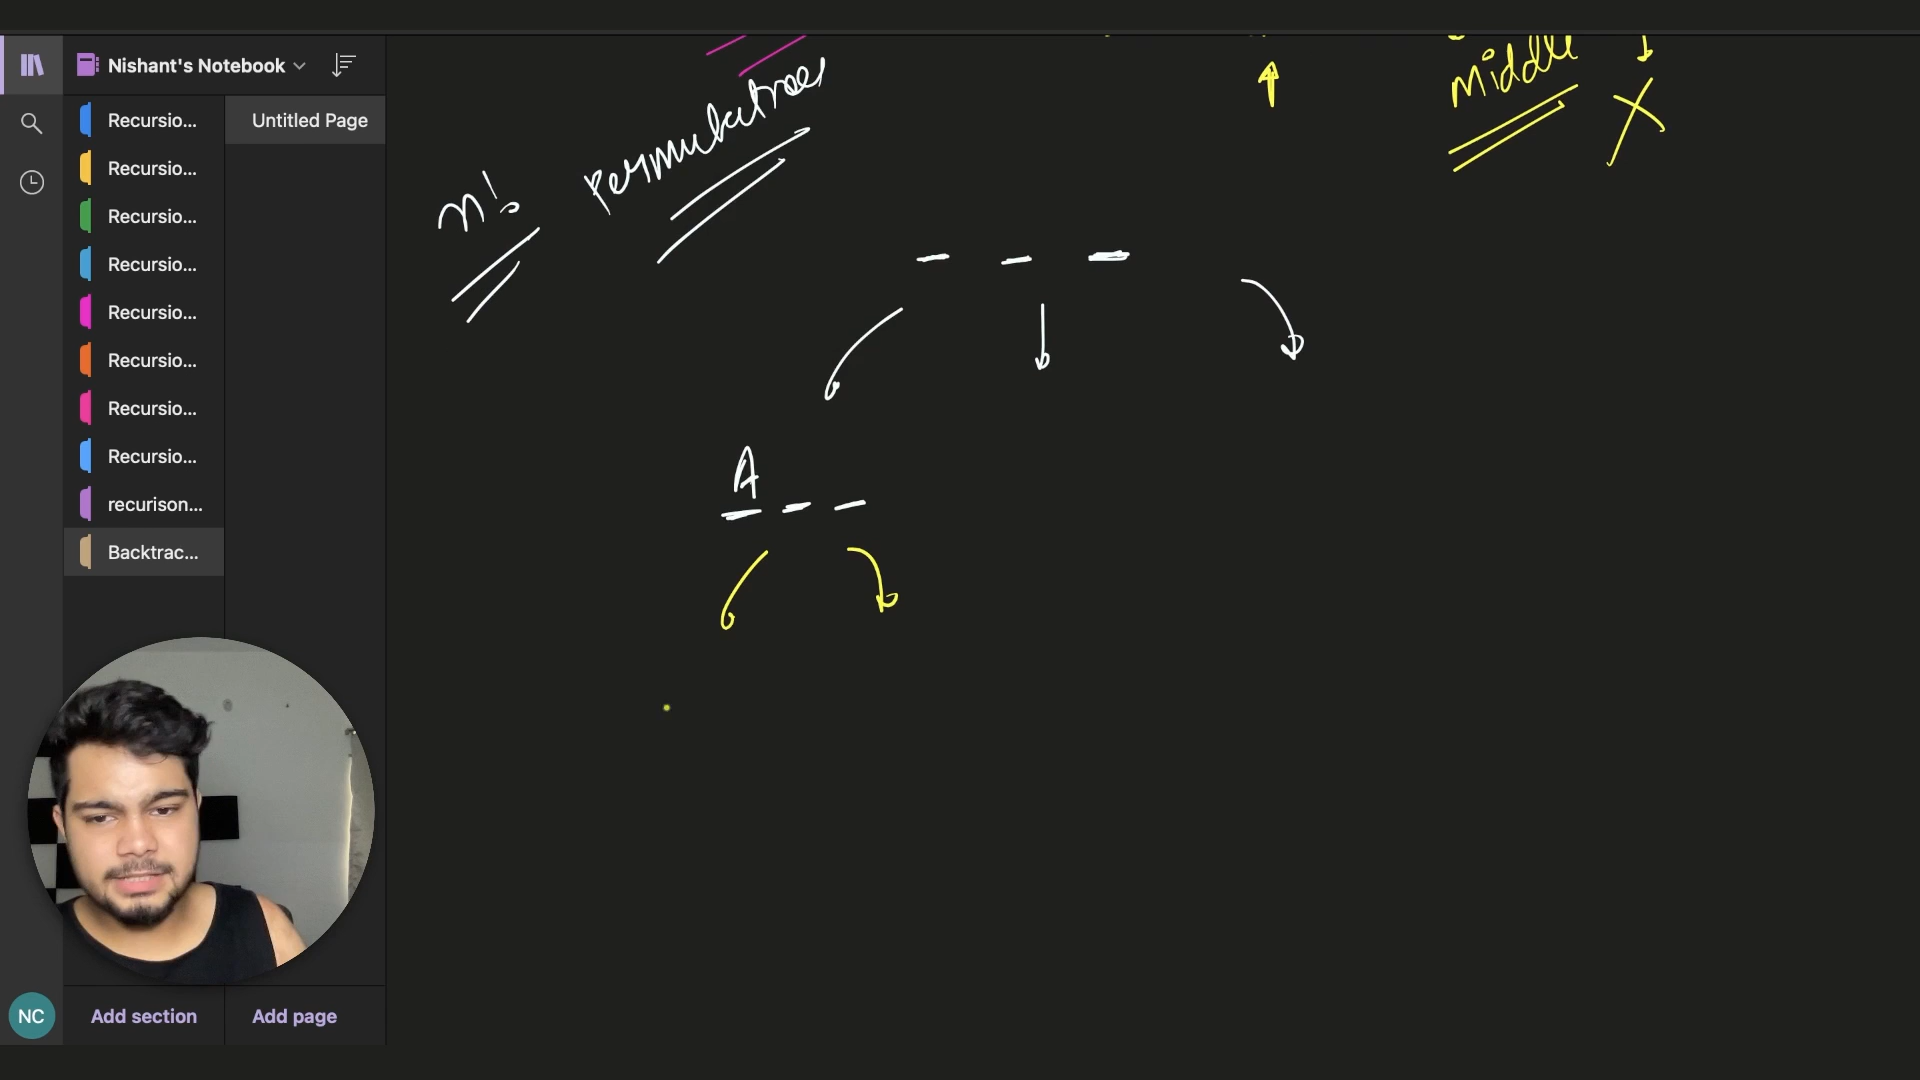 Nishant's Notebook
Recursio...
Untitled Page
Recursio...
Recursio...
Recursio...
Recursio...
Recursio...
Recursio...
Recursio...
recurison...
Backtrac...
Add section
Add page
NC
middle
n!
A